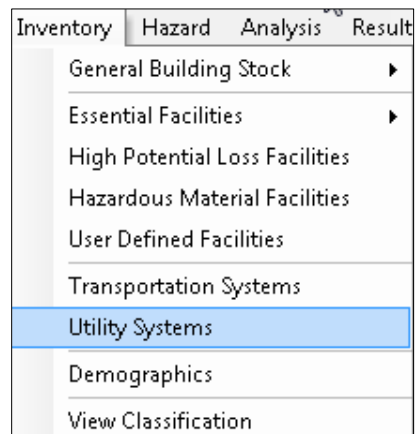 Inventory Hazard Analysis Result
General Building Stock
Essential Facilities
High Potential Loss Facilities
Hazardous Material Facilities
User Defined Facilities
Transportation Systems
Utility Systems
Demographics
View Classification